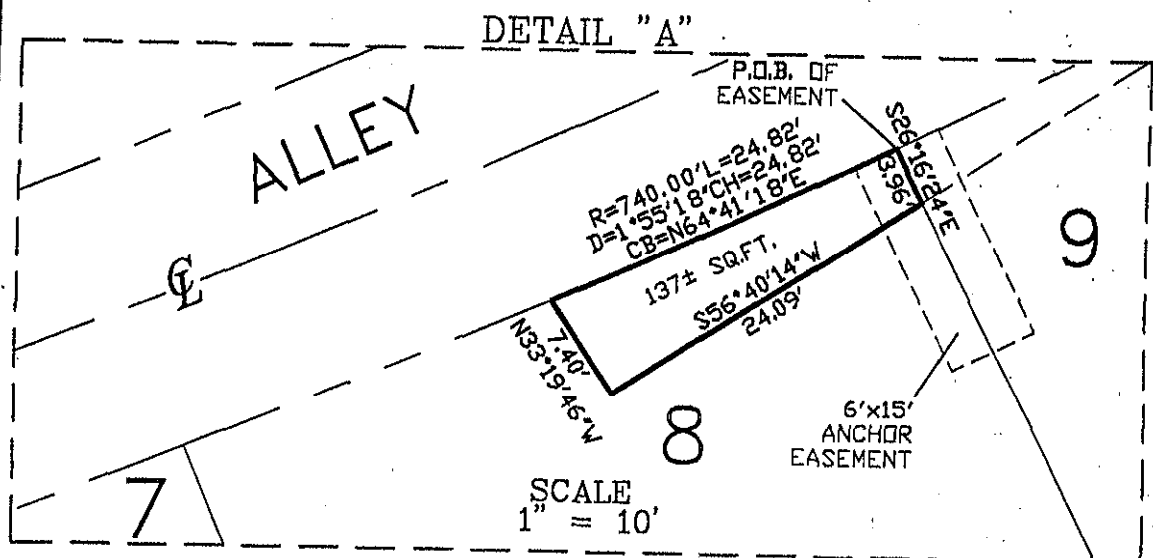 DETAIL "A"
P.O.B. OF
EASEMENT
ALLEY
S26°16'24"E
3.96'
R=740.00'L=24.82'
D=1°55'18"CH=24.82'
CB=N64°41'18"E
9
℄
137± SQ.FT.
S56°40'14"W
24.09'
7.40'
N33°19'46"W
8
6'x15'
ANCHOR
EASEMENT
7
SCALE
1" = 10'